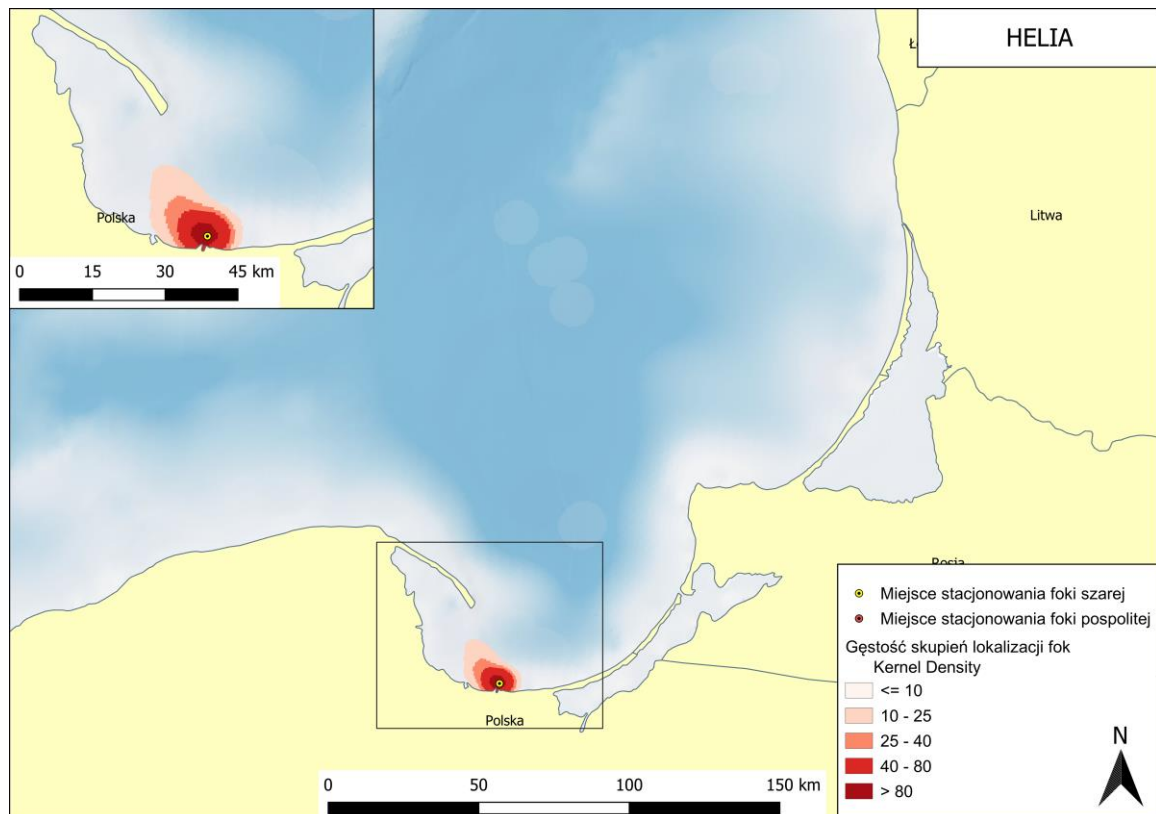 HELIA
Polska
0 15 30 45 km
Litwa
Polska
0 50 100 150 km
Miejsce stacjonowania foki szarej
Miejsce stacjonowania foki pospolitej
Gęstość skupień lokalizacji fok
Kernel Density
<= 10
10 - 25
25 - 40
40 - 80
> 80
N